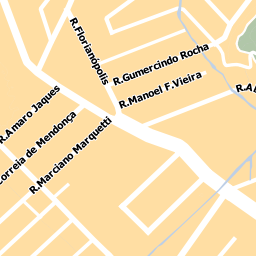 R.Florianópolis
R.Gumercindo Rocha
R.Manoel F.Vieira
R.Amaro Jaques
Correia de Mendonça
R.Marciano Marquetti